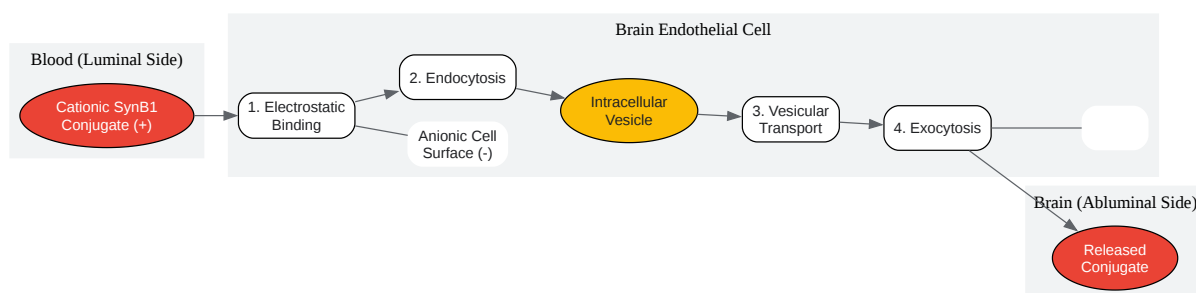 Brain Endothelial Cell
Blood (Luminal Side)
Cationic SynB1
Conjugate (+)
1. Electrostatic
Binding
2. Endocytosis
Anionic Cell
Surface (-)
Intracellular
Vesicle
3. Vesicular
Transport
4. Exocytosis
Brain (Abluminal Side)
Released
Conjugate